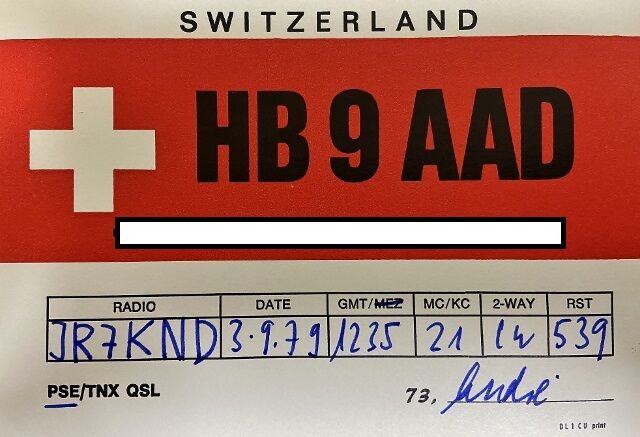 SWITZERLAND
HB 9 AAD
RADIO DATE GMT/MEZ MC/KC 2-WAY RST
JR7KND 3.9.79 1235 21 CW 539
PSE/TNX QSL 73, André
DL1CU print